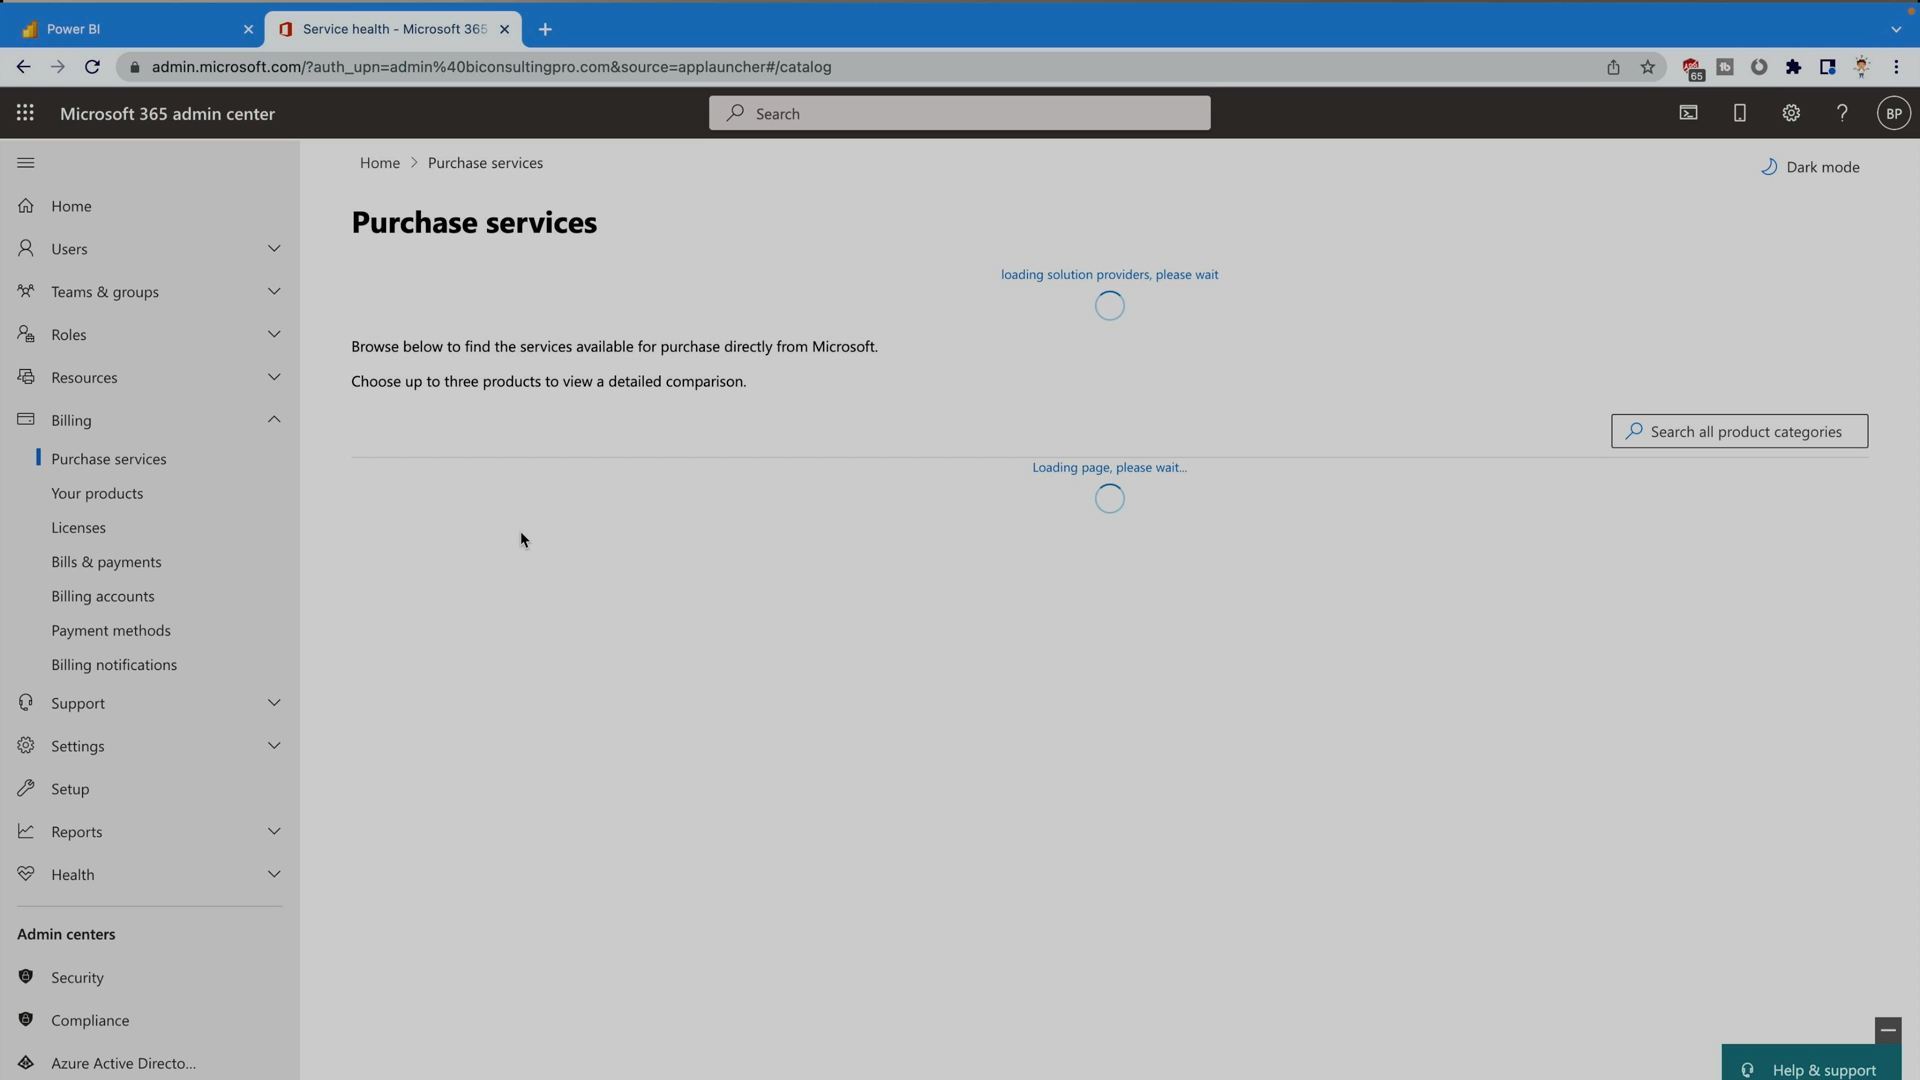 Power BI
Service health - Microsoft 365
admin.microsoft.com/?auth_upn=admin%40biconsultingpro.com&source=applauncher#/catalog
65
Microsoft 365 admin center
Search
BP
Home > Purchase services
Dark mode
Purchase services
loading solution providers, please wait
Browse below to find the services available for purchase directly from Microsoft.
Choose up to three products to view a detailed comparison.
Search all product categories
Loading page, please wait...
Home
Users
Teams & groups
Roles
Resources
Billing
Purchase services
Your products
Licenses
Bills & payments
Billing accounts
Payment methods
Billing notifications
Support
Settings
Setup
Reports
Health
Admin centers
Security
Compliance
Azure Active Directo...
Help & support